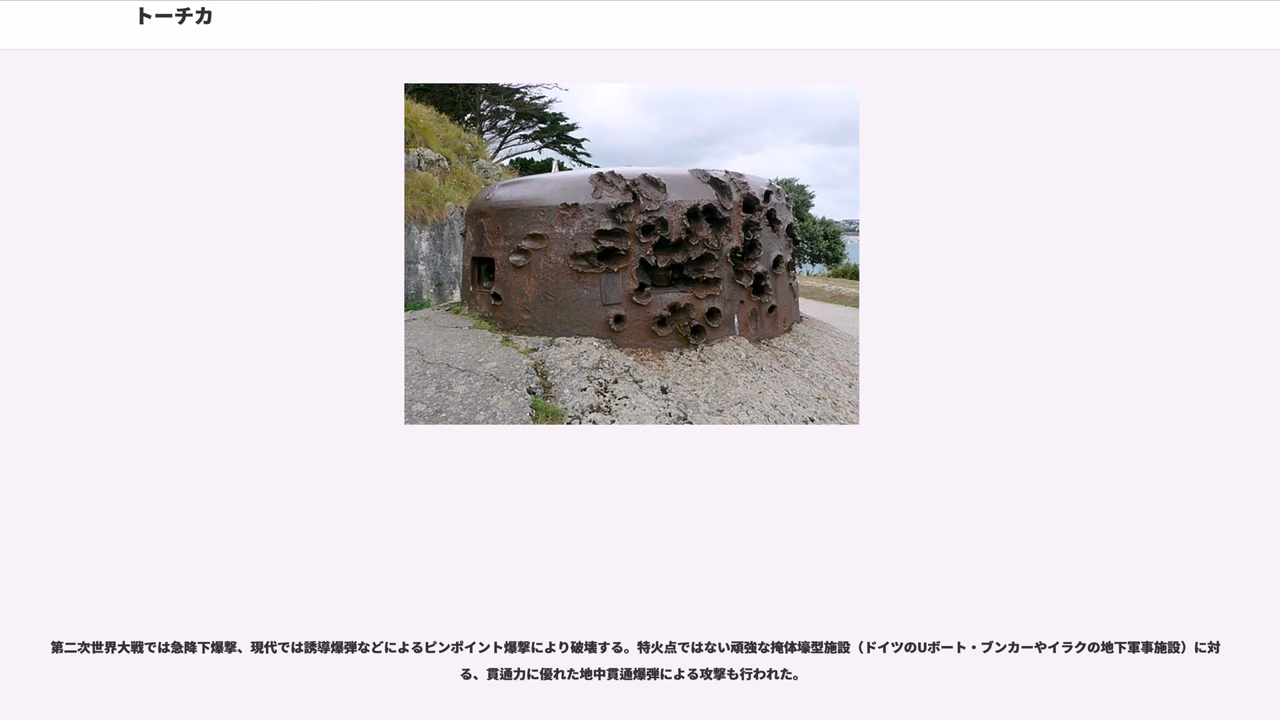 トーチカ
第二次世界大戦では急降下爆撃、現代では誘導爆弾などによるピンポイント爆撃により破壊する。特火点ではない頑強な掩体壕型施設（ドイツのUボート・ブンカーやイラクの地下軍事施設）に対
る、貫通力に優れた地中貫通爆弾による攻撃も行われた。